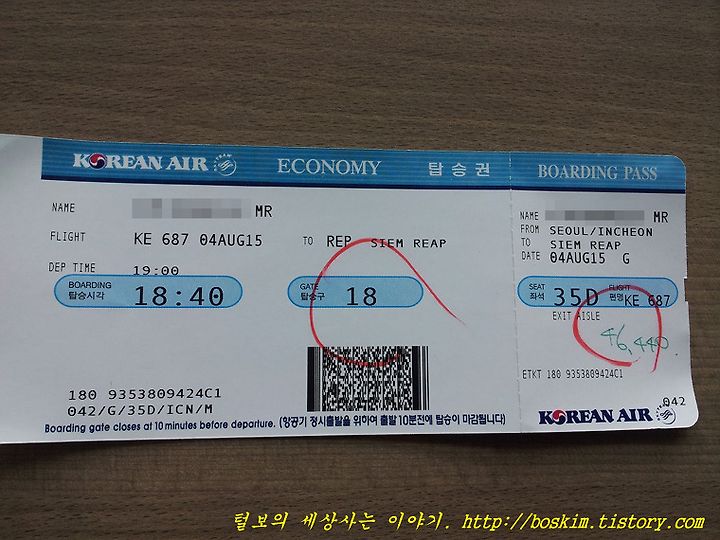 KOREAN AIR SKYTEAM ECONOMY 탑승권 BOARDING PASS
NAME MR
FLIGHT KE 687 04AUG15 TO REP SIEM REAP
DEP TIME 19:00
BOARDING 탑승시각 18:40 GATE 탑승구 18
180 9353809424C1
042/G/35D/ICN/M
Boarding gate closes at 10 minutes before departure. (항공기 정시출발을 위하여 출발 10분전에 탑승이 마감됩니다)
NAME MR
FROM SEOUL/INCHEON
TO SIEM REAP
DATE 04AUG15 G
SEAT 좌석 35D FLIGHT 편명 KE 687
EXIT AISLE
46,440
ETKT 180 9353809424C1
042
KOREAN AIR
털보의 세상사는 이야기. http://boskim.tistory.com